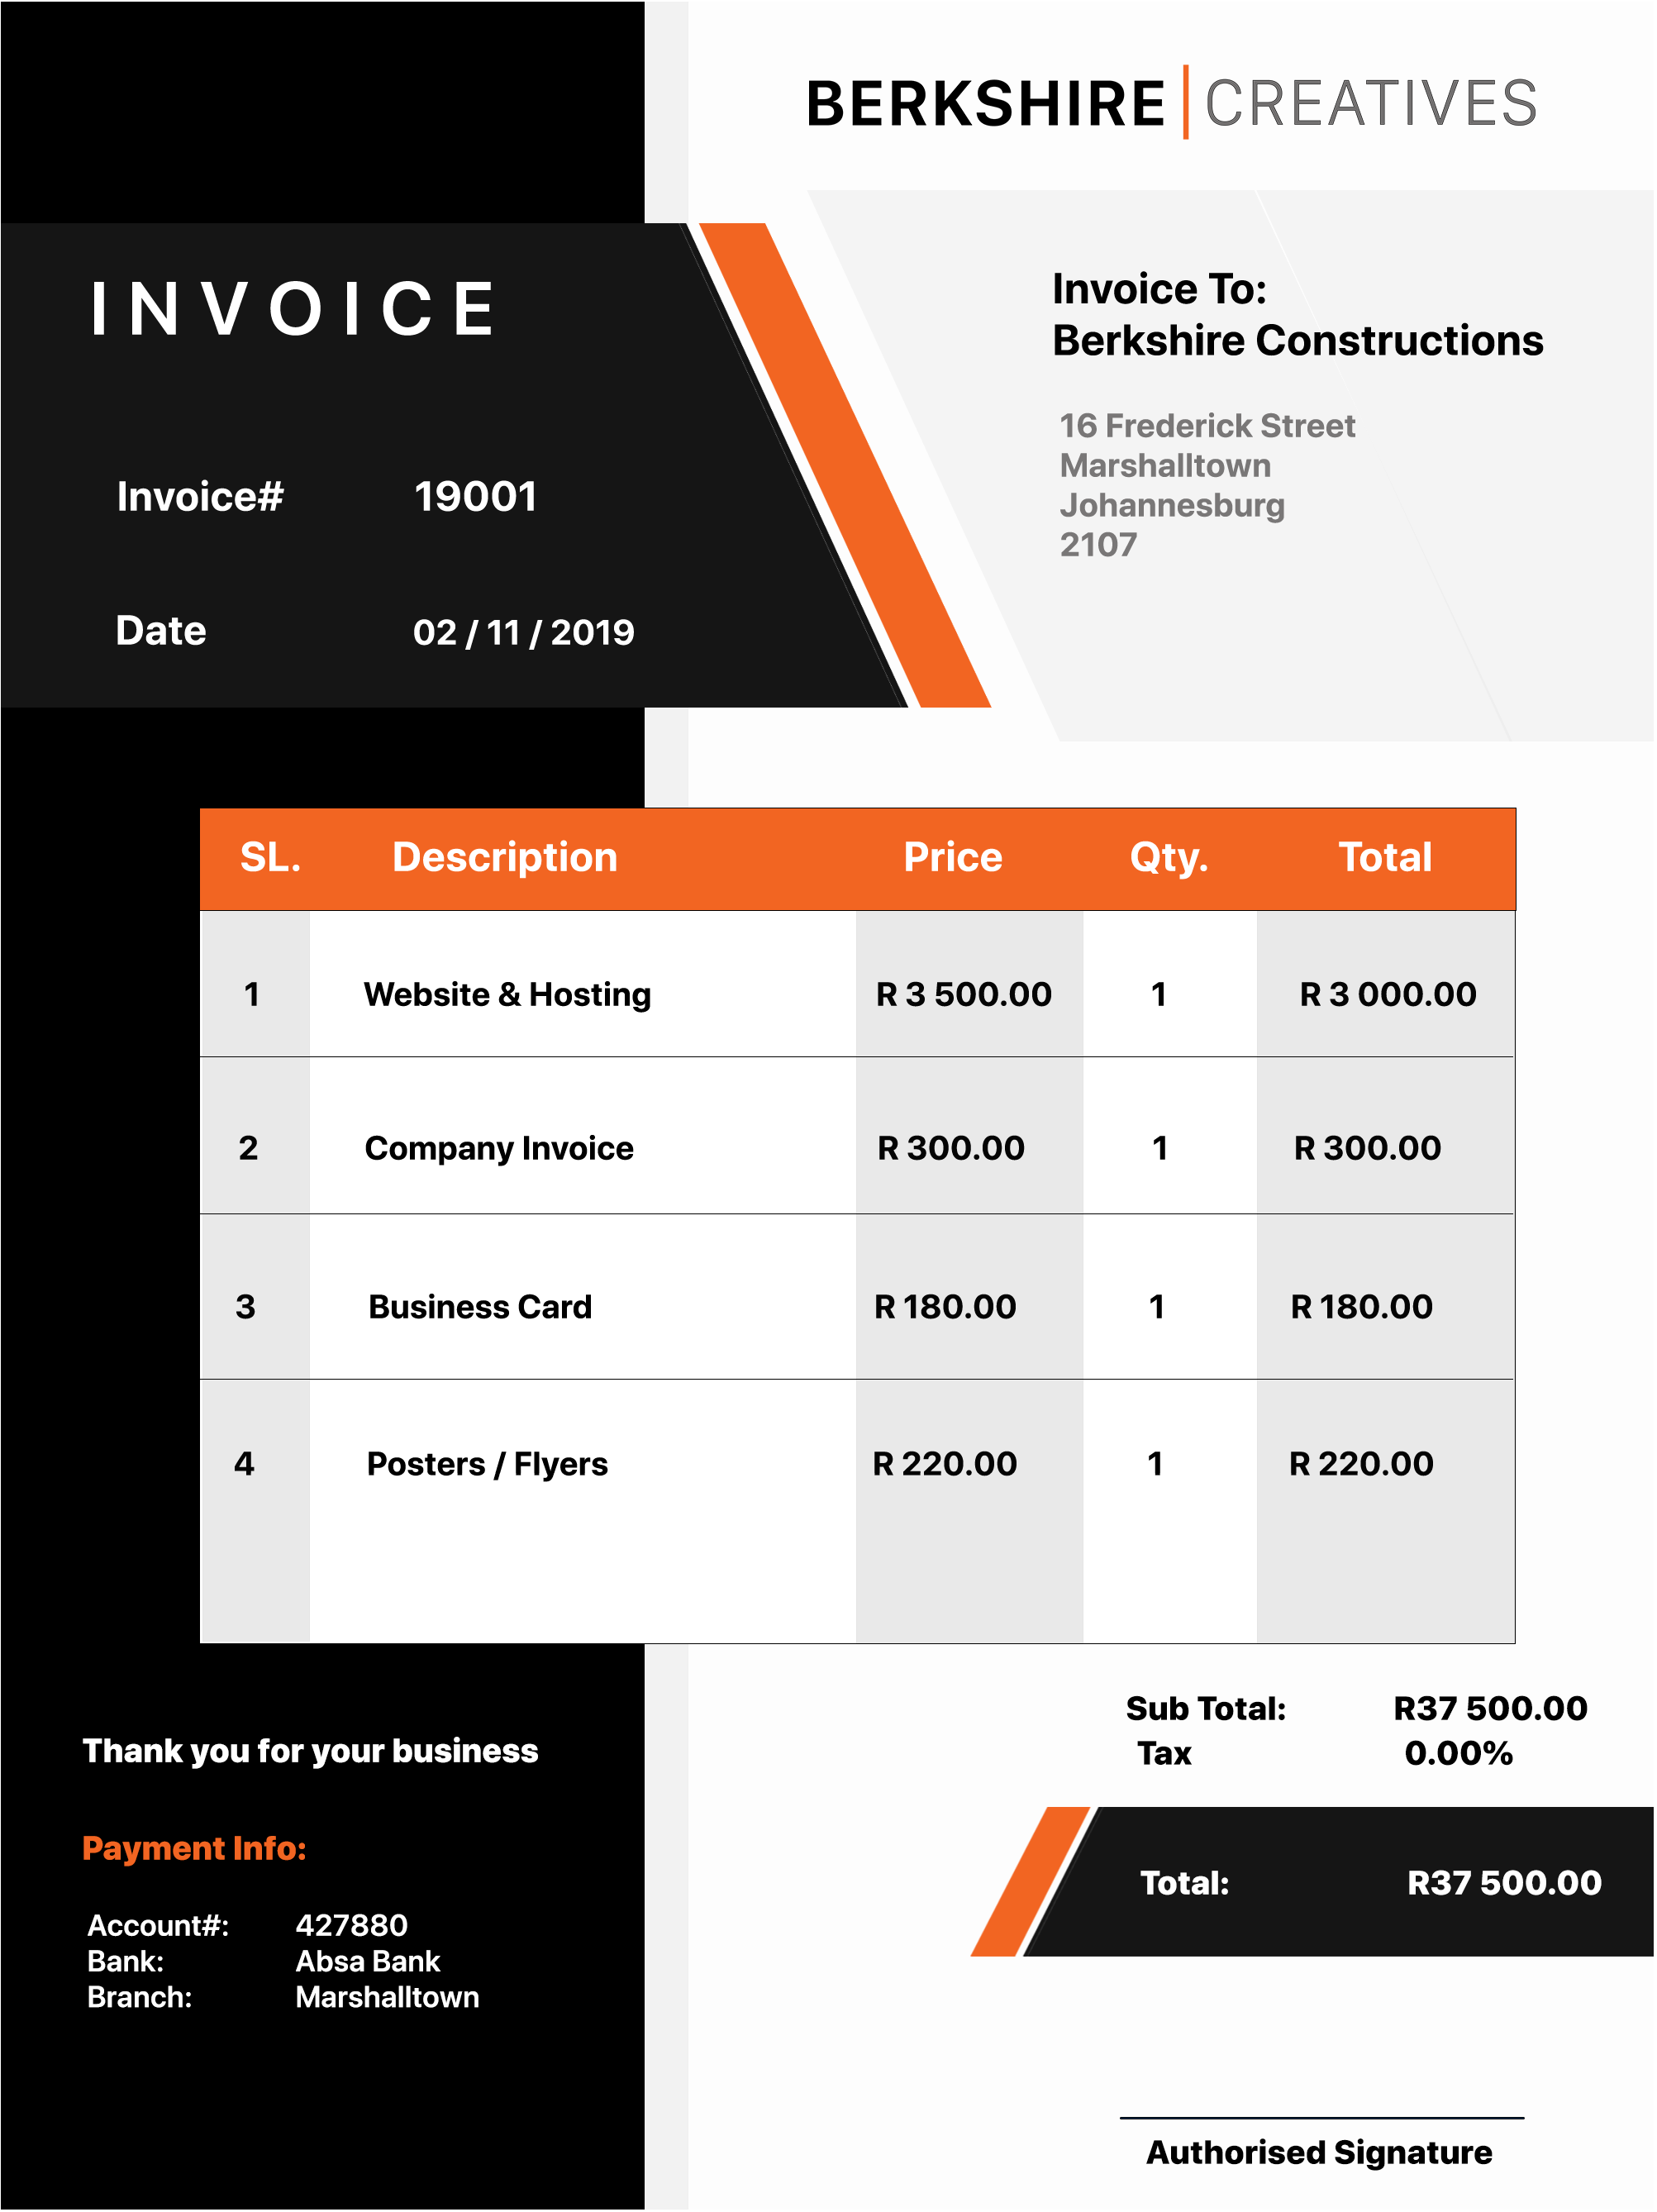 BERKSHIRE | CREATIVES
INVOICE
Invoice# 19001
Date 02 / 11 / 2019
Invoice To:
Berkshire Constructions
16 Frederick Street
Marshalltown
Johannesburg
2107
SL. Description Price Qty. Total
1 Website & Hosting R 3 500.00 1 R 3 000.00
2 Company Invoice R 300.00 1 R 300.00
3 Business Card R 180.00 1 R 180.00
4 Posters / Flyers R 220.00 1 R 220.00
Sub Total: R37 500.00
Tax 0.00%
Total: R37 500.00
Thank you for your business
Payment Info:
Account#: 427880
Bank: Absa Bank
Branch: Marshalltown
Authorised Signature